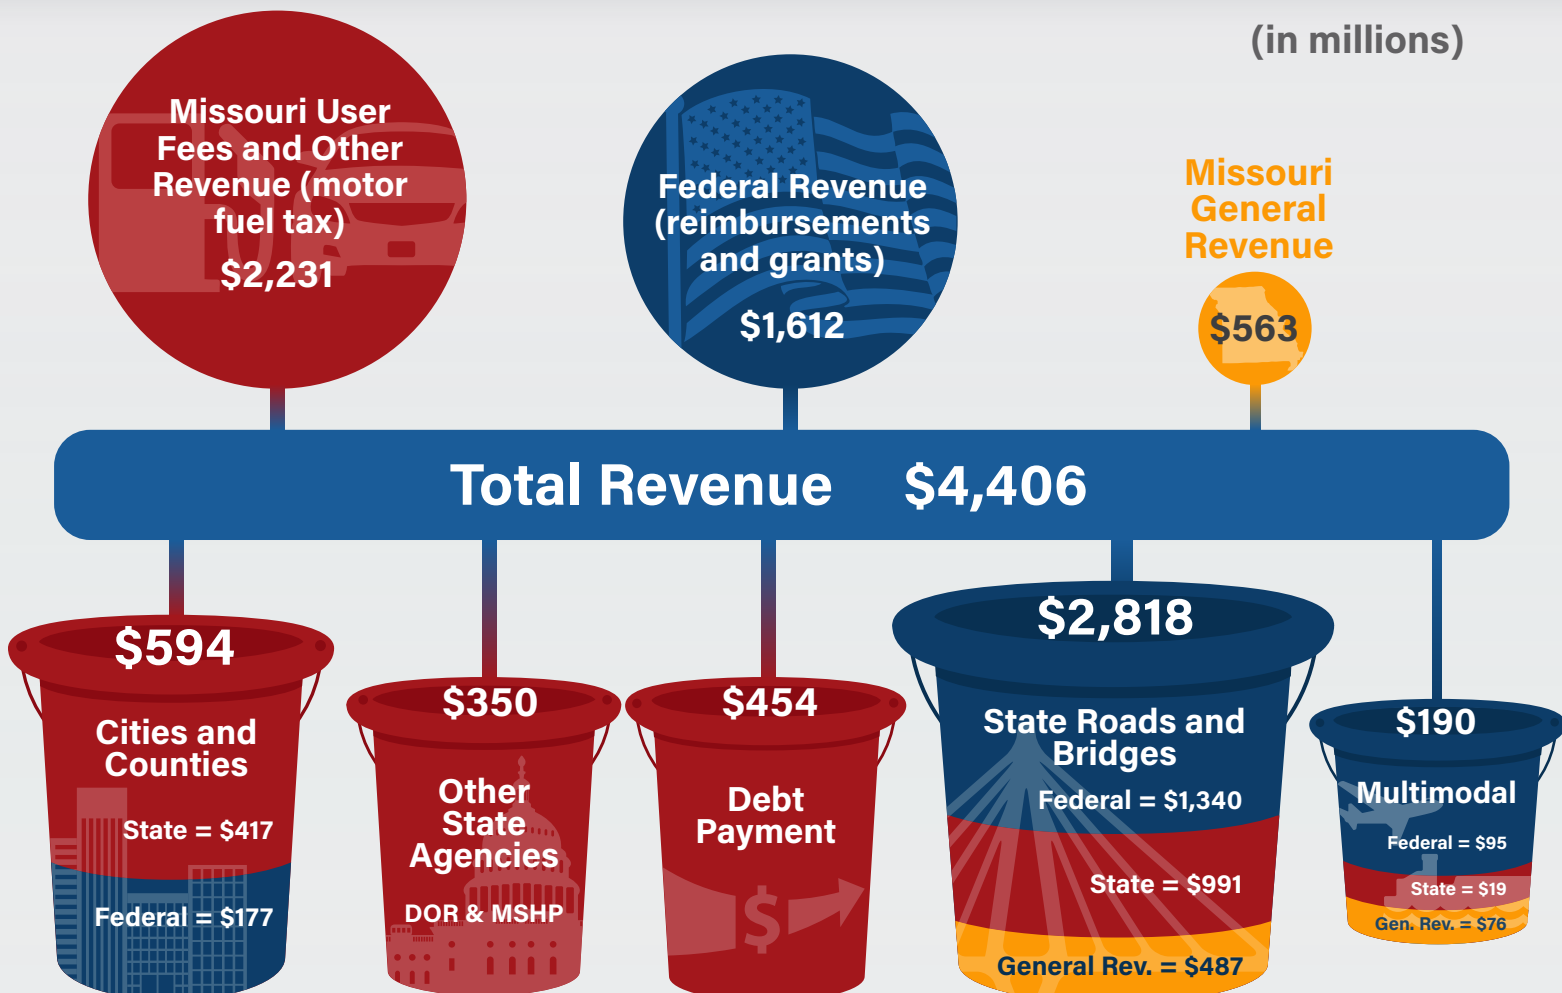 (in millions)
Missouri User
Fees and Other
Revenue (motor
fuel tax)
$2,231
Federal Revenue
(reimbursements
and grants)
$1,612
Missouri
General
Revenue
$563
Total Revenue $4,406
$594
Cities and
Counties
State = $417
Federal = $177
$350
Other
State
Agencies
DOR & MSHP
$454
Debt
Payment
$
$2,818
State Roads and
Bridges
Federal = $1,340
State = $991
General Rev. = $487
$190
Multimodal
Federal = $95
State = $19
Gen. Rev. = $76